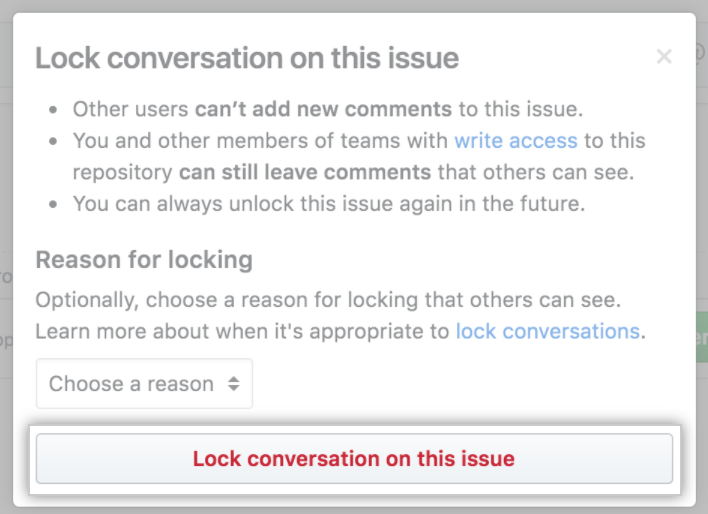 Lock conversation on this issue
• Other users can't add new comments to this issue.
• You and other members of teams with write access to this
repository can still leave comments that others can see.
• You can always unlock this issue again in the future.
Reason for locking
Optionally, choose a reason for locking that others can see.
Learn more about when it's appropriate to lock conversations.
Choose a reason
Lock conversation on this issue